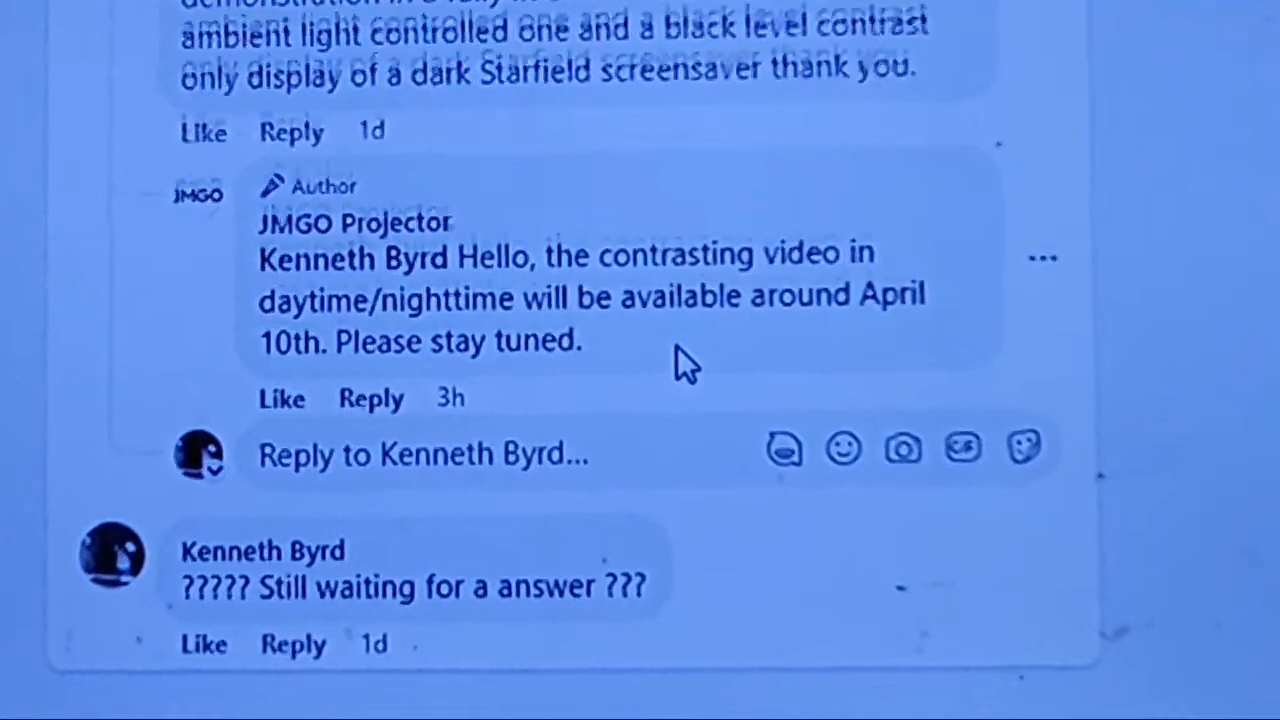 ambient light controlled one and a black level contrast
only display of a dark Starfield screensaver thank you.
Like Reply 1d
JMGO
Author
JMGO Projector
Kenneth Byrd Hello, the contrasting video in
daytime/nighttime will be available around April
10th. Please stay tuned.
Like Reply 3h
Reply to Kenneth Byrd...
Kenneth Byrd
????? Still waiting for a answer ???
Like Reply 1d